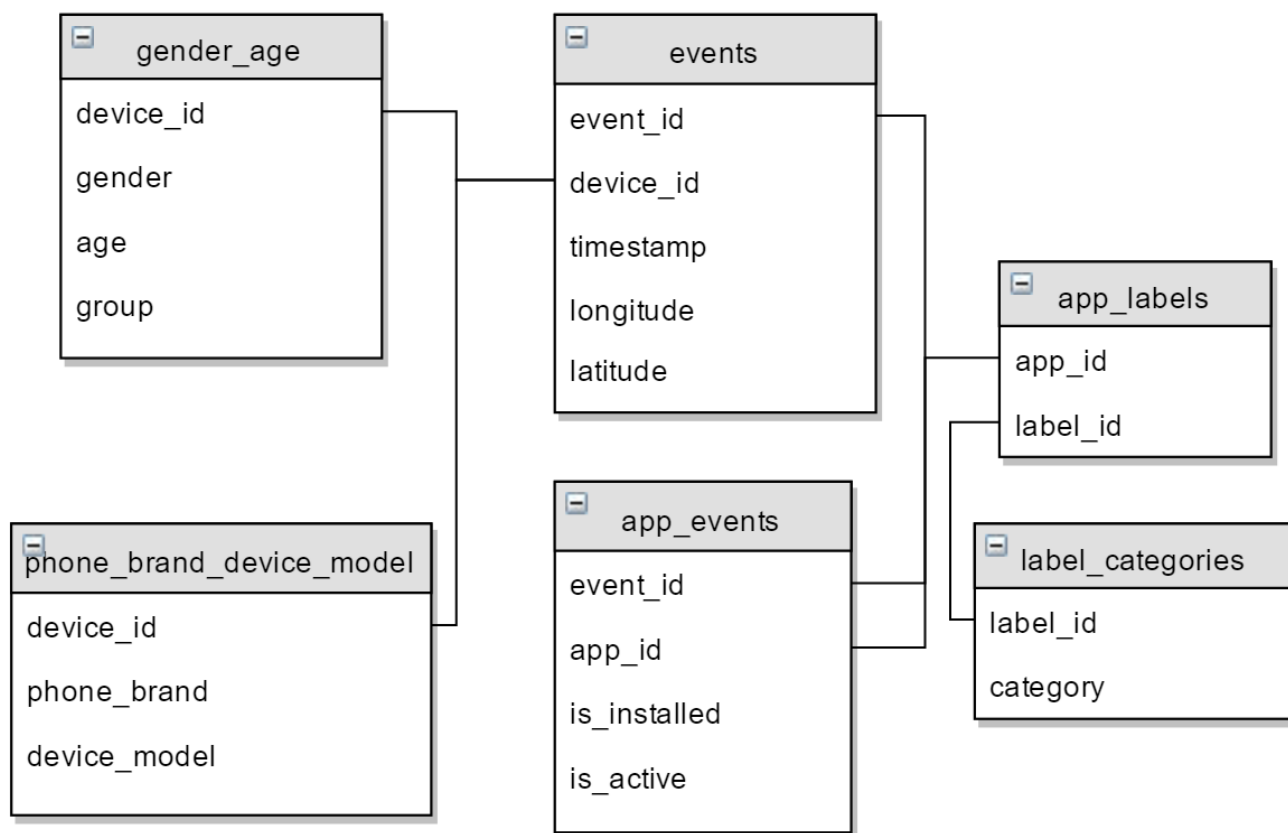 gender_age
device_id
gender
age
group
events
event_id
device_id
timestamp
longitude
latitude
app_labels
app_id
label_id
phone_brand_device_model
device_id
phone_brand
device_model
app_events
event_id
app_id
is_installed
is_active
label_categories
label_id
category